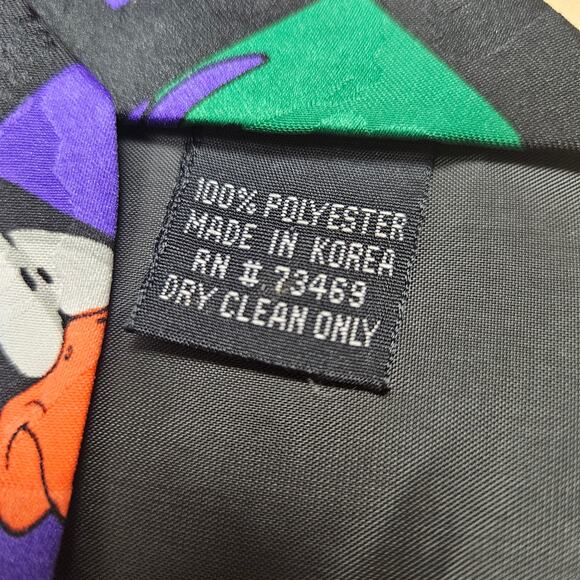 100% POLYESTER
MADE IN KOREA
RN # 73469
DRY CLEAN ONLY